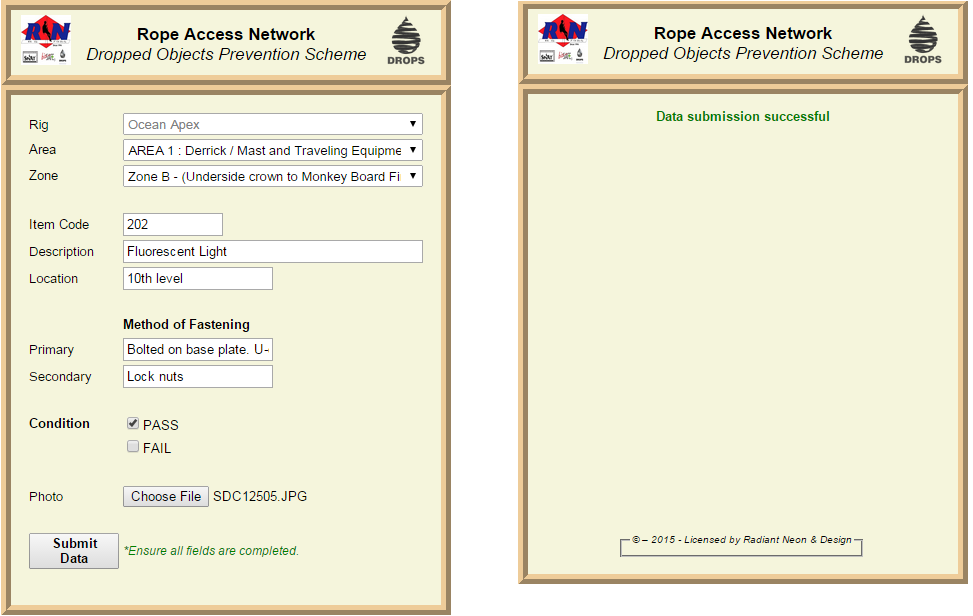 RN
Rope Access Network
Dropped Objects Prevention Scheme
DROPS
Rig
Ocean Apex
Area
AREA 1 : Derrick / Mast and Traveling Equipme
Zone
Zone B - (Underside crown to Monkey Board Fi
Item Code
202
Description
Fluorescent Light
Location
10th level
Method of Fastening
Primary
Bolted on base plate. U-
Secondary
Lock nuts
Condition
PASS
FAIL
Photo
Choose File SDC12505.JPG
Submit
Data
*Ensure all fields are completed.
Rope Access Network
Dropped Objects Prevention Scheme
DROPS
Data submission successful
© – 2015 - Licensed by Radiant Neon & Design